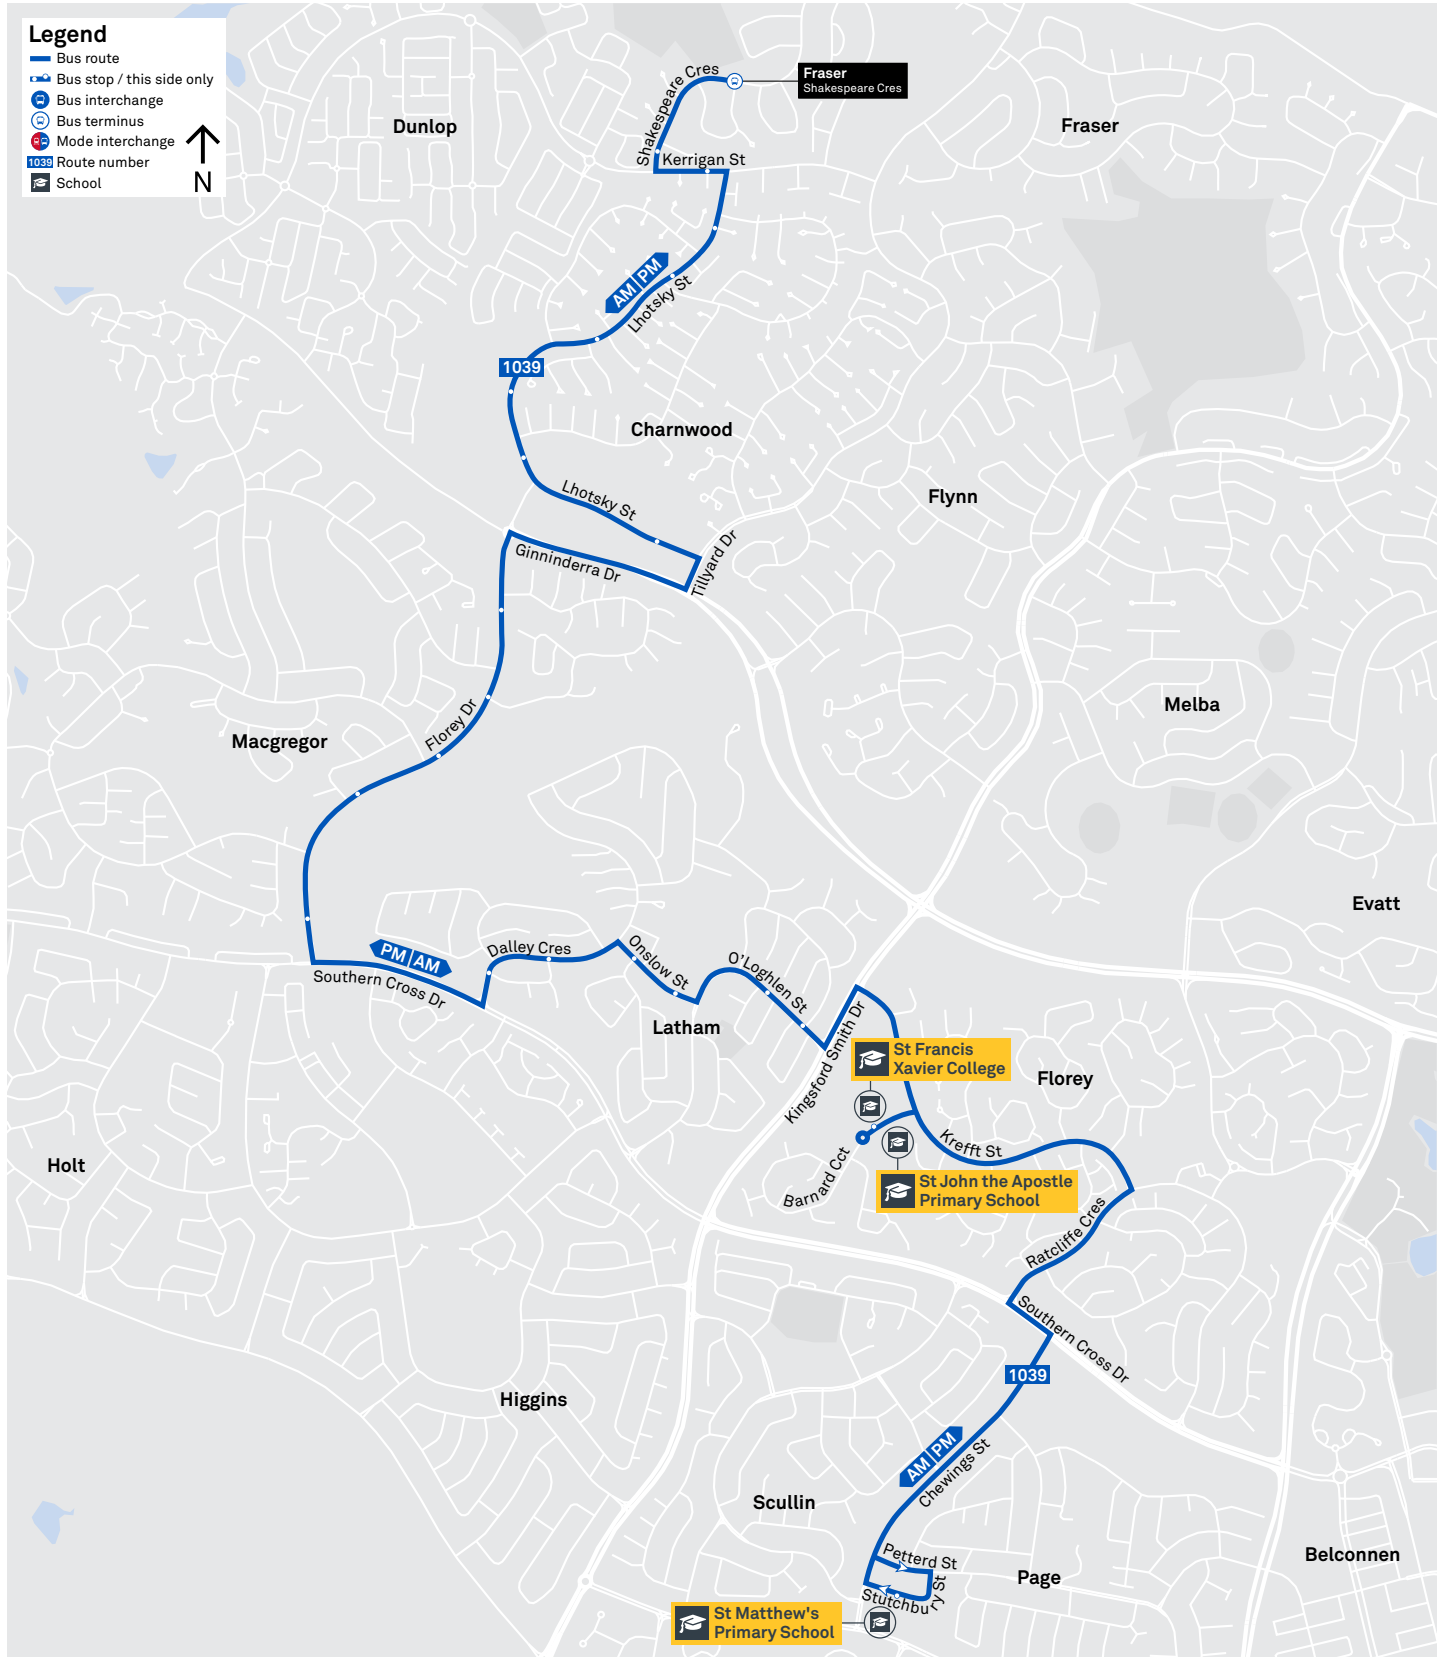 Legend
Bus route
Bus stop / this side only
Bus interchange
Bus terminus
Mode interchange
1039 Route number
School
N
Shakespeare Cres
Fraser
Shakespeare Cres
Dunlop
Fraser
Kerrigan St
AM PM
Lhotsky St
1039
Charnwood
Lhotsky St
Flynn
Ginninderra Dr
Tillyard Dr
Melba
Florey Dr
Macgregor
Evatt
PM AM
Dalley Cres
Onslow St
O'Loghlen St
Southern Cross Dr
Latham
Kingsford Smith Dr
St Francis
Xavier College
Florey
Krefft St
Holt
Barnard Cct
St John the Apostle
Primary School
Ratcliffe Cres
Southern Cross Dr
1039
Higgins
AM PM
Chewings St
Scullin
Petterd St
Belconnen
Page
Stutchbury St
St Matthew's
Primary School